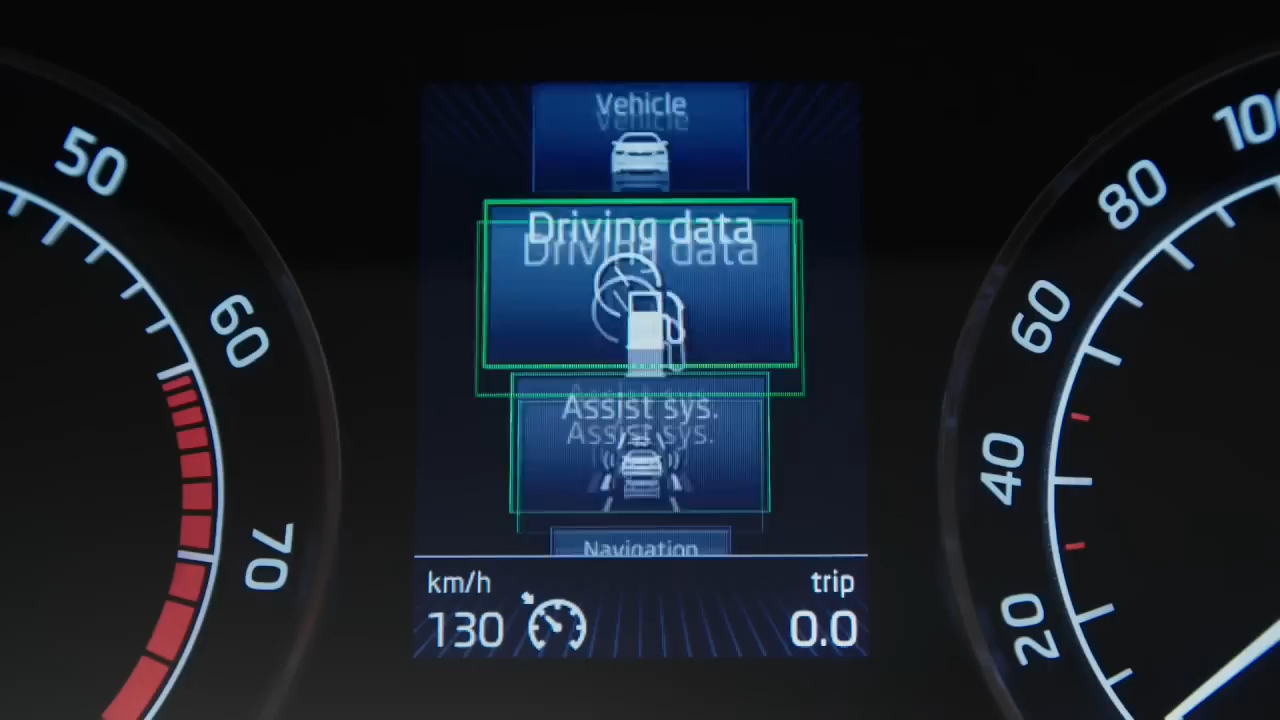 Vehicle
Driving data
Assist sys.
Navigation
km/h
trip
130
0.0
50
60
70
100
80
60
40
20